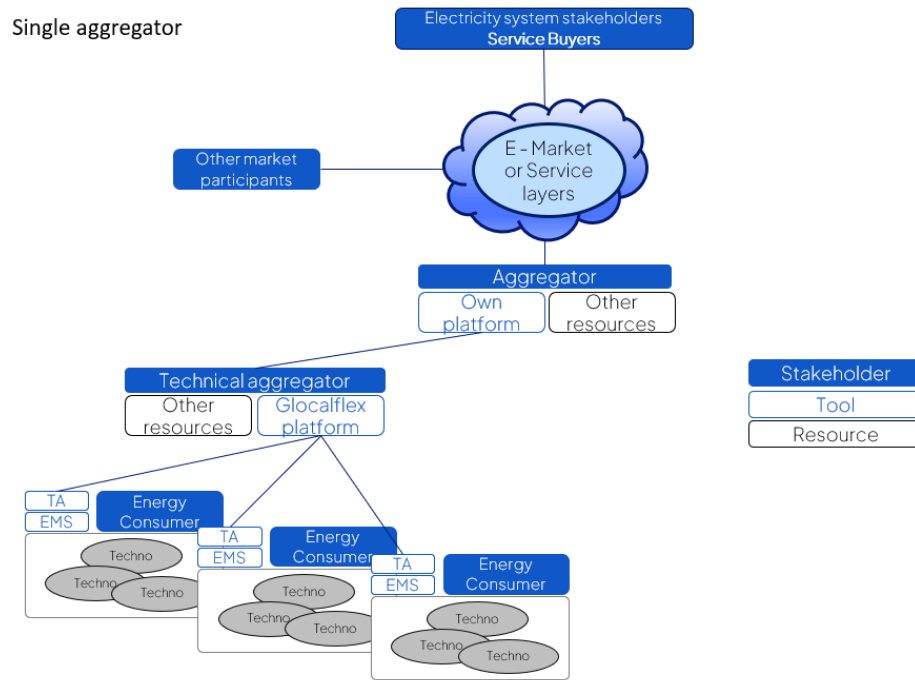 Single aggregator
Electricity system stakeholders
Service Buyers
E - Market
or Service
layers
Other market
participants
Aggregator
Own
platform
Other
resources
Technical aggregator
Other
resources
Glocalflex
platform
Stakeholder
Tool
Resource
TA
EMS
Energy
Consumer
Techno
Techno
Techno
TA
EMS
Energy
Consumer
Techno
Techno
Techno
TA
EMS
Energy
Consumer
Techno
Techno
Techno